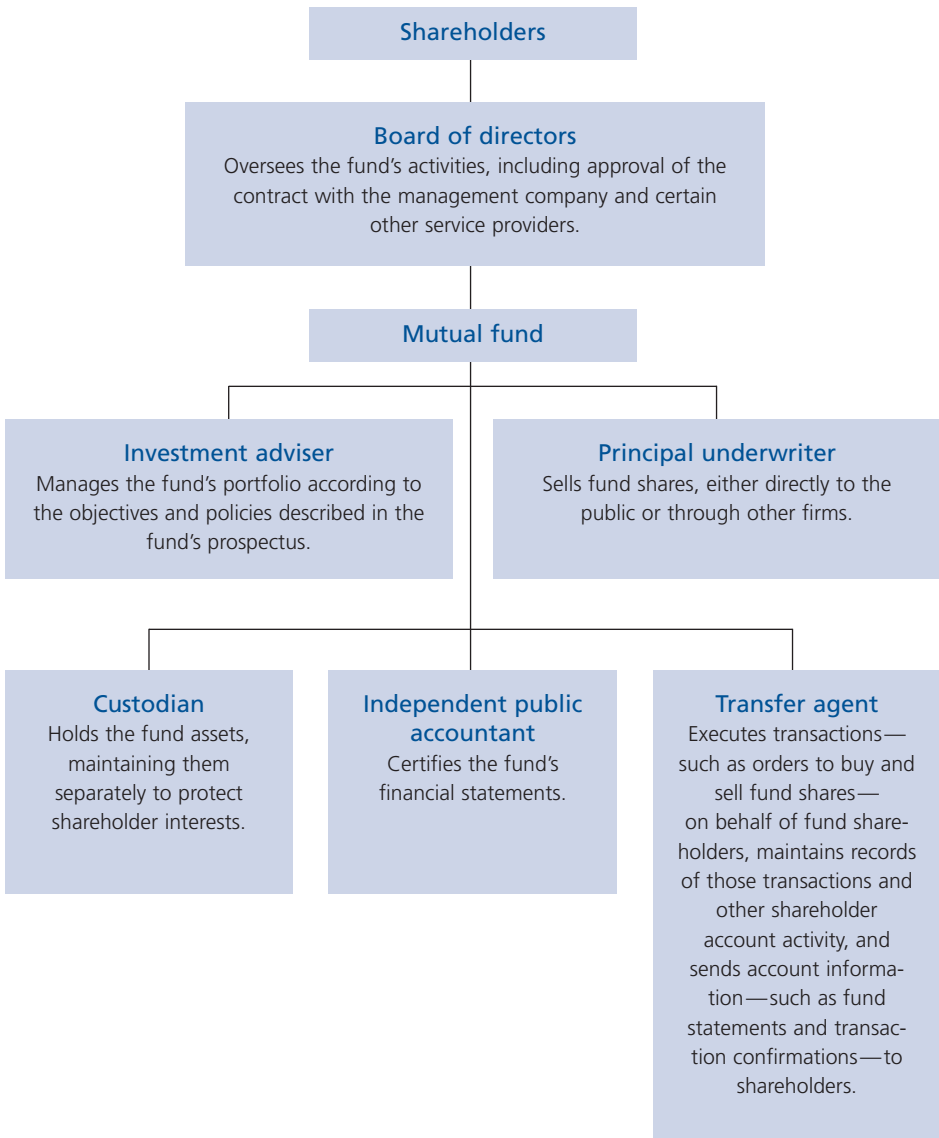 Shareholders
Board of directors
Oversees the fund’s activities, including approval of the
contract with the management company and certain
other service providers.
Mutual fund
Investment adviser
Manages the fund’s portfolio according to
the objectives and policies described in the
fund’s prospectus.
Principal underwriter
Sells fund shares, either directly to the
public or through other firms.
Custodian
Holds the fund assets,
maintaining them
separately to protect
shareholder interests.
Independent public
accountant
Certifies the fund’s
financial statements.
Transfer agent
Executes transactions—
such as orders to buy and
sell fund shares—
on behalf of fund share-
holders, maintains records
of those transactions and
other shareholder
account activity, and
sends account informa-
tion—such as fund
statements and transac-
tion confirmations—to
shareholders.